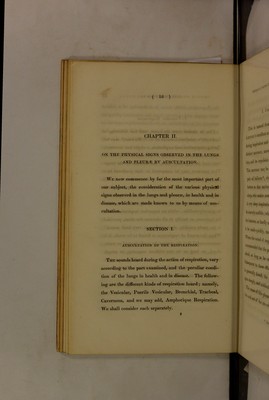 CHAPTER II.
ON THE PHYSICAL SIGNS OBSERVED IN THE LUNGS
AND PLEURÆ BY AUSCULTATION.
We now commence by far the most important part of
our subject, the consideration of the various physical
signs observed in the lungs and pleuræ, in health and in
disease, which are made known to us by means of aus-
cultation.
SECTION I.
AUSCULTATION OF THE RESPIRATION.
The sounds heard during the action of respiration, vary
according to the part examined, and the peculiar condi-
tion of the lungs in health and in disease. The follow-
ing are the different kinds of respiration heard; namely,
the Vesicular, Puerile Vesicular, Bronchial, Tracheal,
Cavernous, and we may add, Amphorique Respiration.
We shall consider each separately.